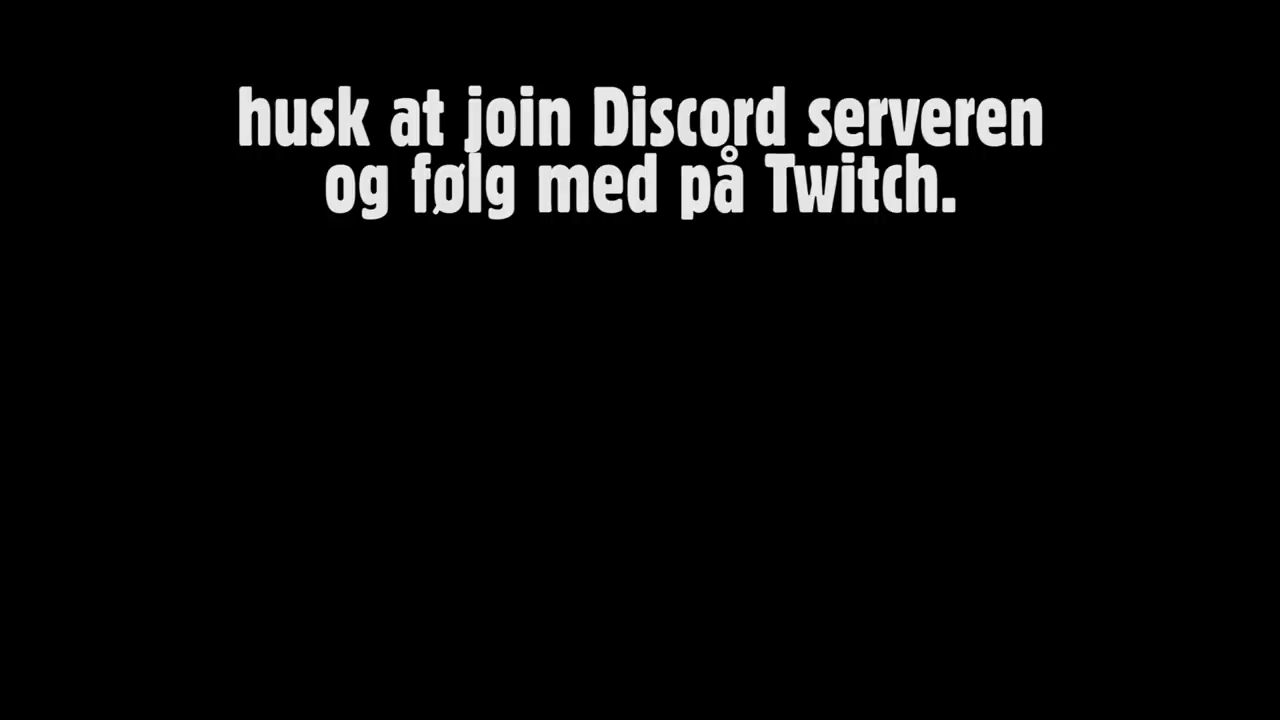 husk at join Discord serveren
og følg med på Twitch.